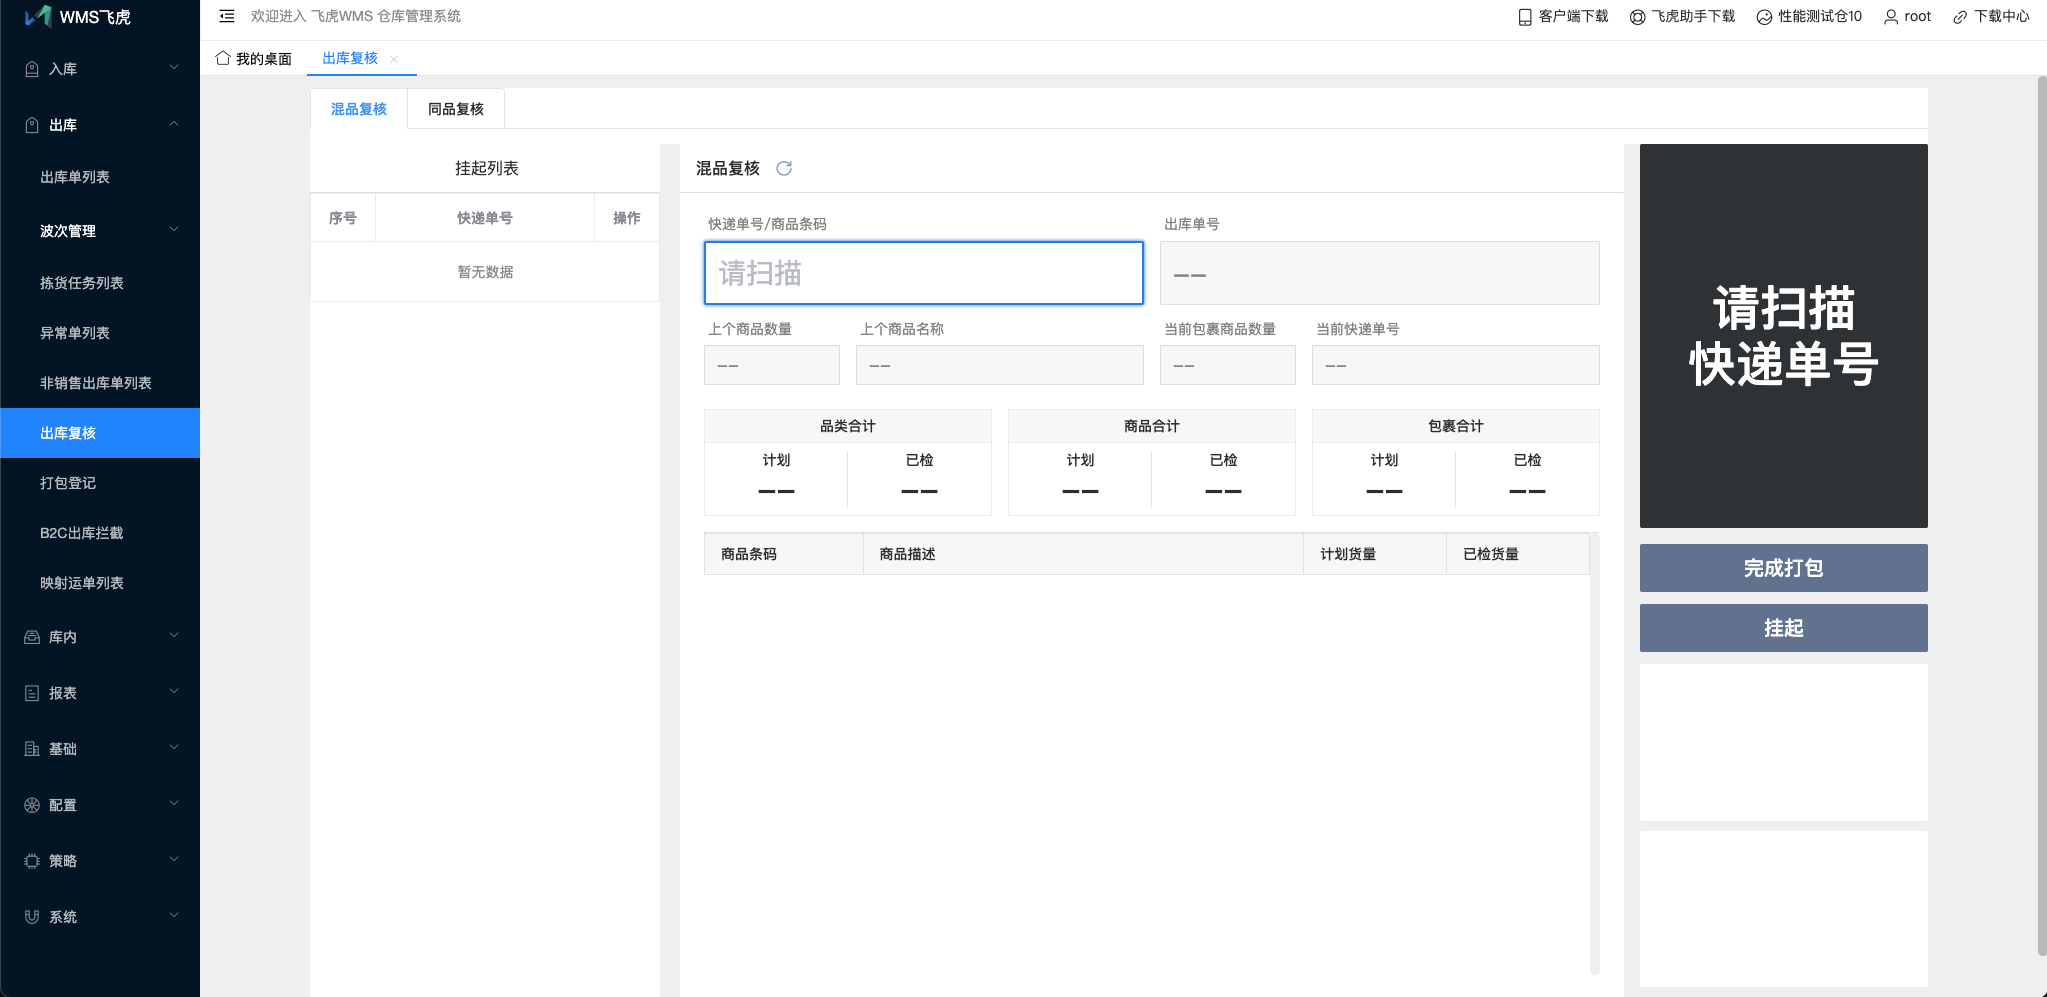 WMS飞虎
欢迎进入 飞虎WMS 仓库管理系统
客户端下载
飞虎助手下载
性能测试仓10
root
下载中心
入库
出库
出库单列表
波次管理
拣货任务列表
异常单列表
非销售出库单列表
出库复核
打包登记
B2C出库拦截
映射运单列表
库内
报表
基础
配置
策略
系统
我的桌面
出库复核
混品复核
同品复核
挂起列表
序号 快递单号 操作
暂无数据
混品复核
快递单号/商品条码
请扫描
出库单号
--
上个商品数量
--
上个商品名称
--
当前包裹商品数量
--
当前快递单号
--
品类合计
计划 已检
-- --
商品合计
计划 已检
-- --
包裹合计
计划 已检
-- --
商品条码 商品描述 计划货量 已检货量
请扫描
快递单号
完成打包
挂起